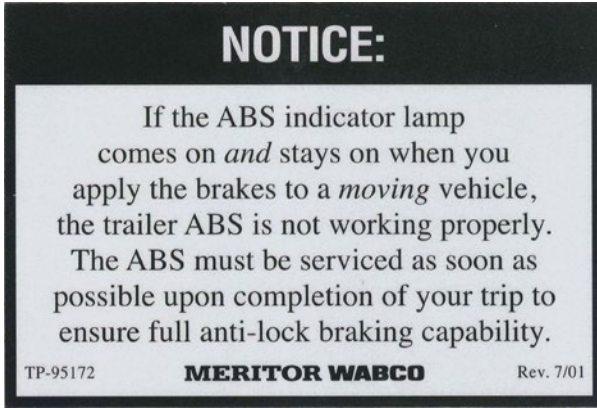 NOTICE:
If the ABS indicator lamp
comes on and stays on when you
apply the brakes to a moving vehicle,
the trailer ABS is not working properly.
The ABS must be serviced as soon as
possible upon completion of your trip to
ensure full anti-lock braking capability.
TP-95172 MERITOR WABCO Rev. 7/01